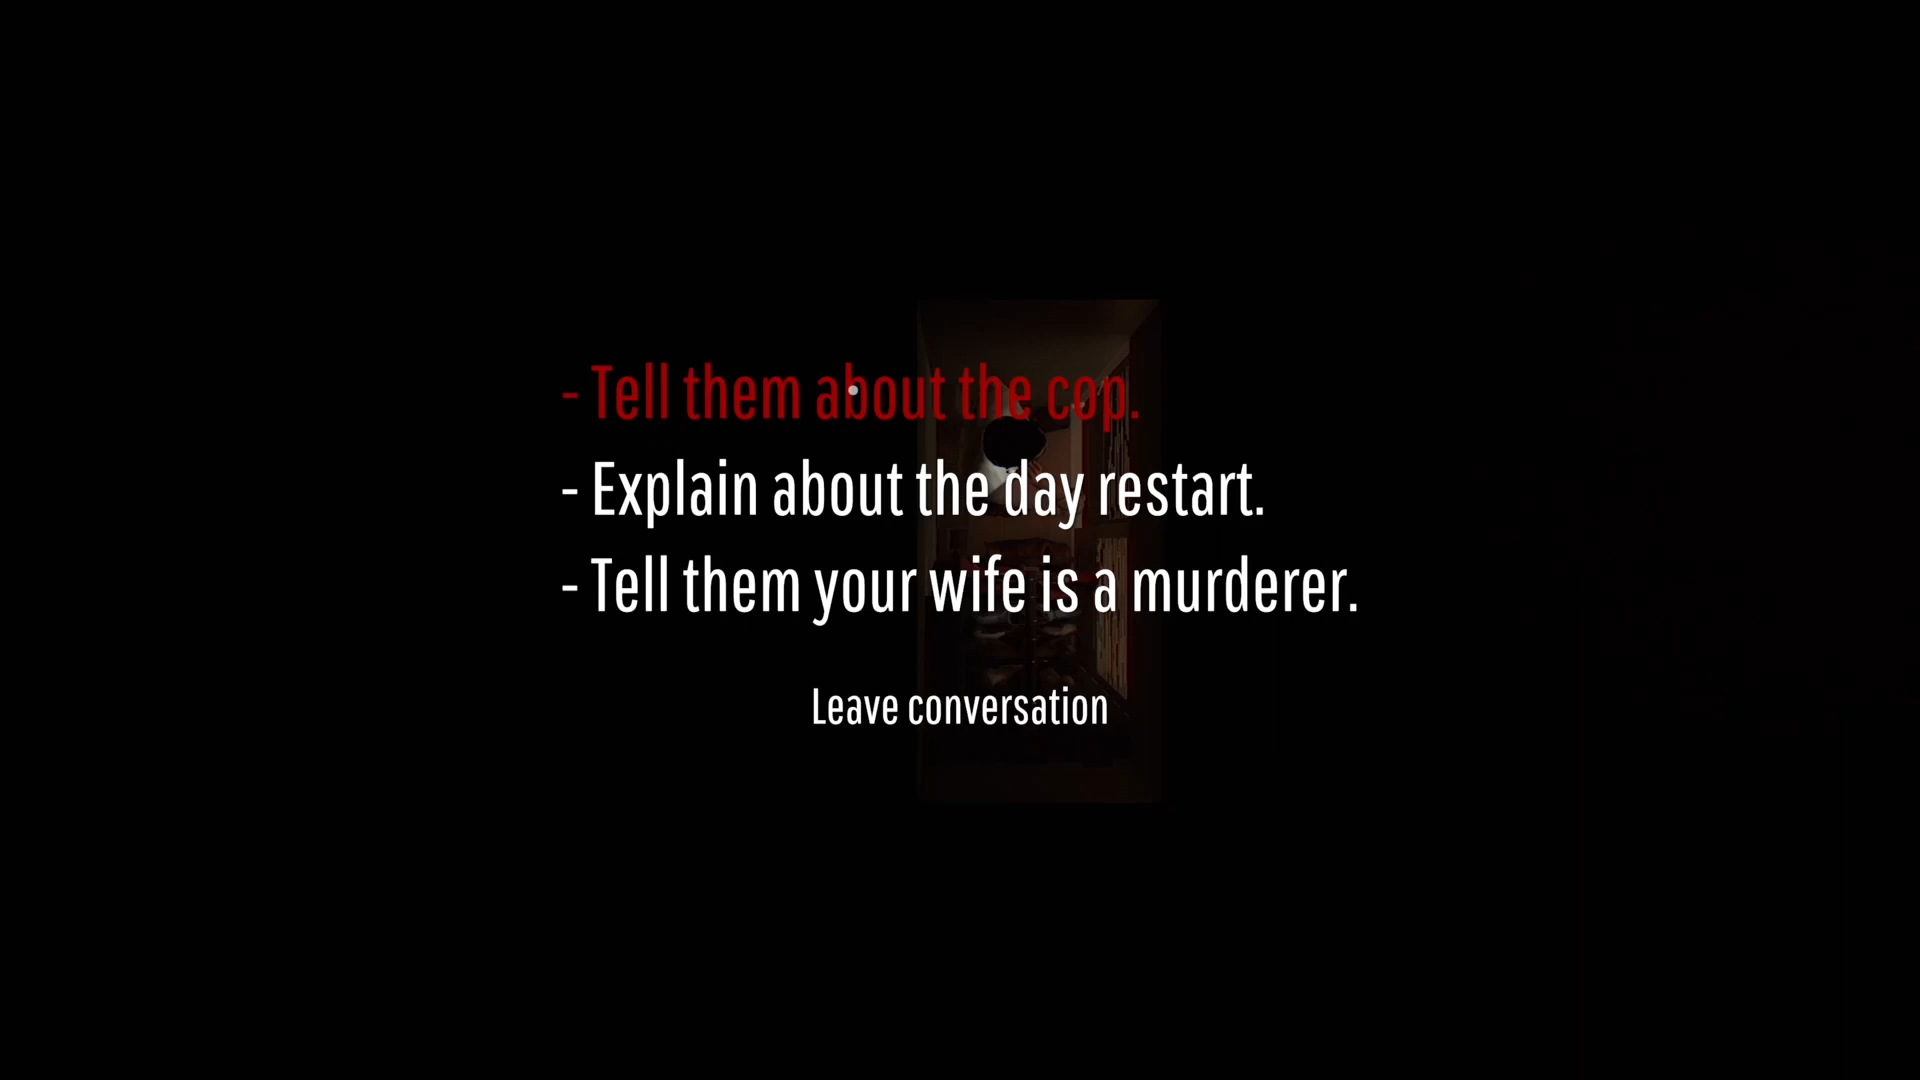 - Tell them about the cop.
- Explain about the day restart.
- Tell them your wife is a murderer.
Leave conversation